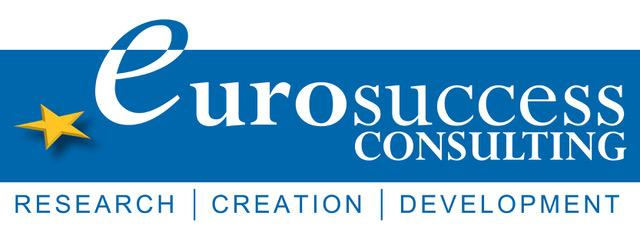 eurosuccess
CONSULTING
RESEARCH | CREATION | DEVELOPMENT